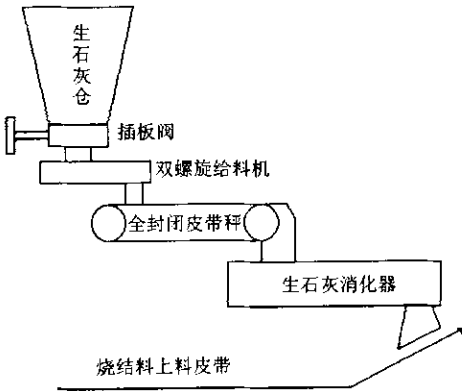 生石灰仓
插板阀
双螺旋给料机
全封闭皮带秤
生石灰消化器
烧结料上料皮带